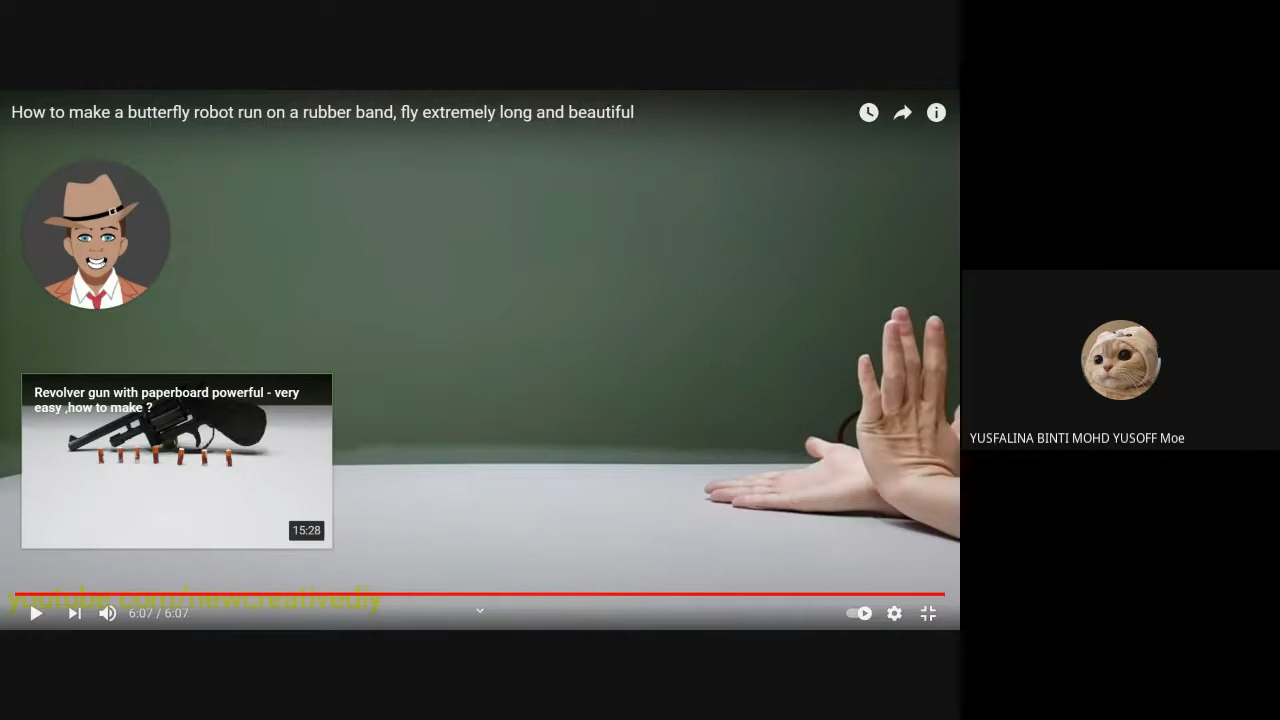 How to make a butterfly robot run on a rubber band, fly extremely long and beautiful
Revolver gun with paperboard powerful - very
easy ,how to make ?
15:28
YUSFALINA BINTI MOHD YUSOFF Moe
youtube.com/newcreativediy
6:07 / 6:07